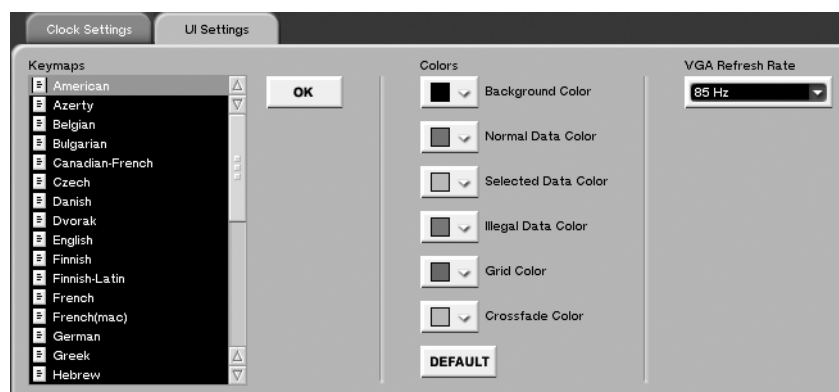 Clock Settings
UI Settings
Keymaps
American
Azerty
Belgian
Bulgarian
Canadian-French
Czech
Danish
Dvorak
English
Finnish
Finnish-Latin
French
French(mac)
German
Greek
Hebrew
OK
Colors
Background Color
Normal Data Color
Selected Data Color
Illegal Data Color
Grid Color
Crossfade Color
DEFAULT
VGA Refresh Rate
85 Hz